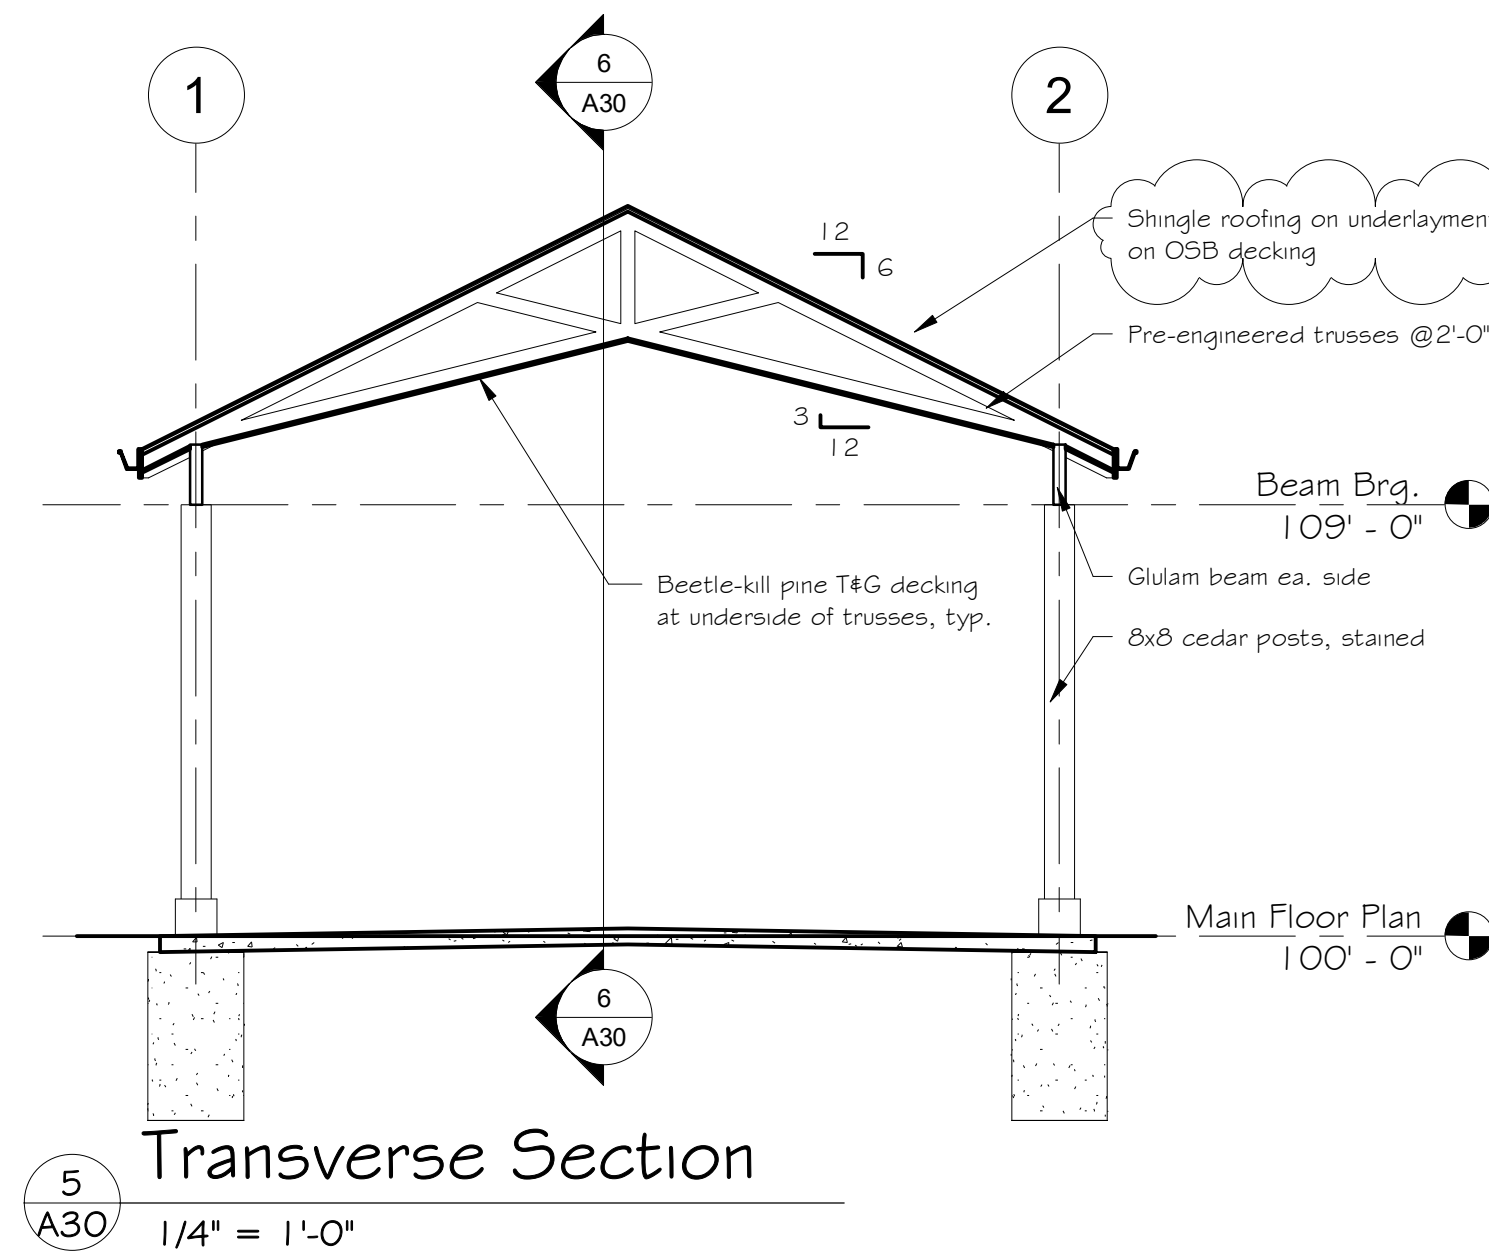 1
6
A30
2
12
6
Shingle roofing on underlayment
on OSB decking
Pre-engineered trusses @2'-0"
3
12
Beam Brg.
109' - 0"
Glulam beam ea. side
Beetle-kill pine T&G decking
at underside of trusses, typ.
8x8 cedar posts, stained
Main Floor Plan
100' - 0"
6
A30
5
A30
Transverse Section
1/4" = 1'-0"